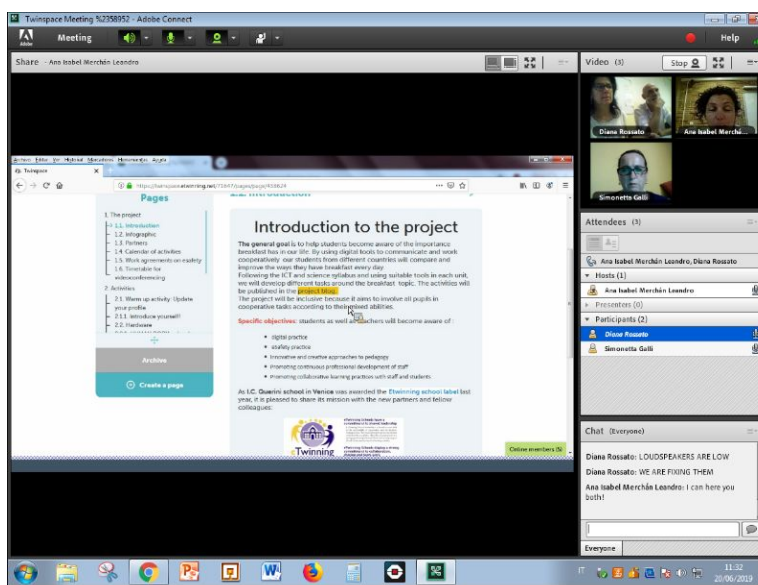 Twinspace Meeting %2358952 - Adobe Connect
Adobe
Meeting
Help
Share - Ana Isabel Merchán Leandro
Archivo Editar Ver Historial Marcadores Herramientas Ayuda
Twinspace
Pages
1. The project
1.1. Introduction
1.2. Infographic
1.3. Partners
1.4. Calendar of activities
1.5. Work agreements on esafety
1.6. Timetable for
videoconferencing
2. Activities
2.1. Warm up activity. Update
your profile
2.1.1. Introduce yourself!
2.2. Hardware
Archive
Create a page
Introduction to the project
The general goal is to help students become aware of the importance
breakfast has in our life. By using digital tools to communicate and work
cooperatively our students from different countries will compare and
improve the ways they have breakfast every day
Following the ICT and science syllabus and using suitable tools in each unit,
we will develop different tasks around the breakfast topic. The activities will
be published in the project blog.
The project will be inclusive because it aims to involve all pupils in
cooperative tasks according to their mixed abilities.
Specific objectives: students as well as teachers will become aware of :
digital practice
esafety practice
Innovative and creative approaches to pedagogy
Promoting continuous professional development of staff
Promoting collaborative learning practices with staff and students
As I.C. Querini school in Venice was awarded the Etwinning school label last
year, it is pleased to share its mission with the new partners and fellow
colleagues:
eTwinning
Online members (5)
Video (3)
Stop
Diana Rossato
Ana Isabel Merchá..
Simonetta Galli
Attendees (3)
Ana Isabel Merchán Leandro, Diana Rossato
Hosts (1)
Ana Isabel Merchán Leandro
Presenters (0)
Participants (2)
Diana Rossato
Simonetta Galli
Chat (Everyone)
Diana Rossato: LOUDSPEAKERS ARE LOW
Diana Rossato: WE ARE FIXING THEM
Ana Isabel Merchán Leandro: I can here you
both!
Everyone
IT
11:32
20/06/2019